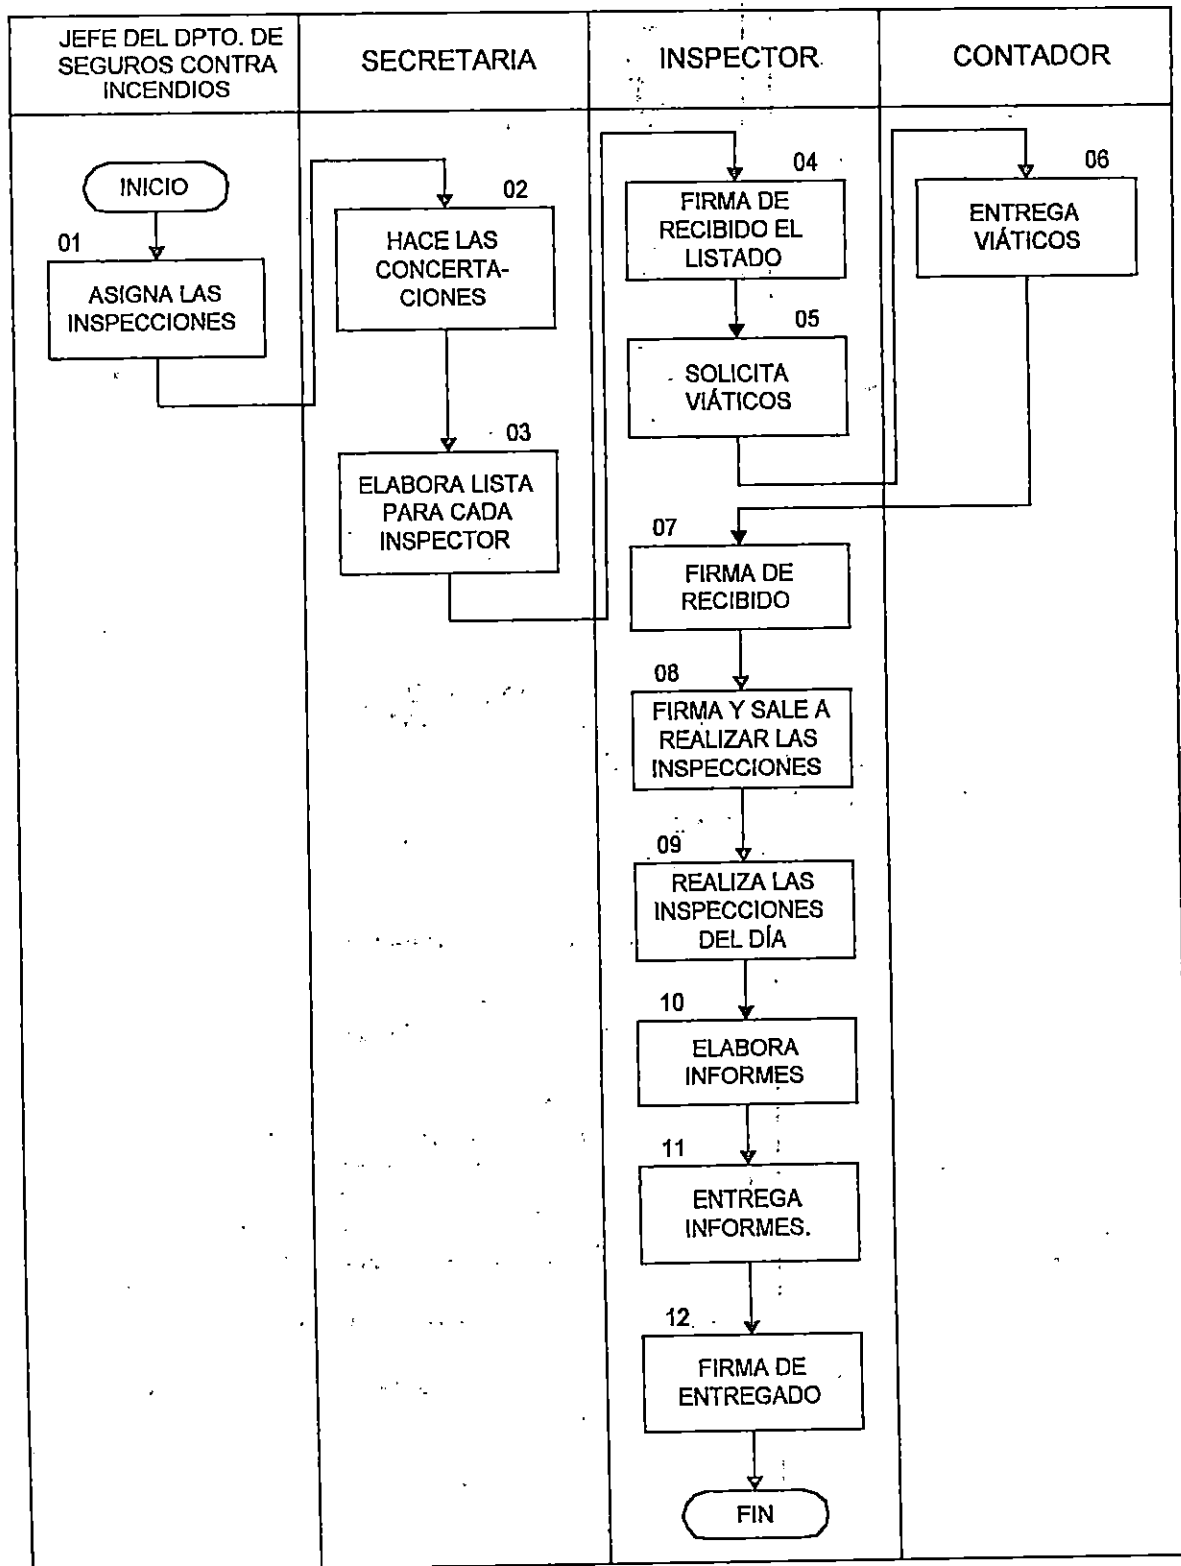 JEFE DEL DPTO. DE
SEGUROS CONTRA
INCENDIOS
SECRETARIA
INSPECTOR
CONTADOR
INICIO
01
ASIGNA LAS
INSPECCIONES
02
HACE LAS
CONCERTA-
CIONES
03
ELABORA LISTA
PARA CADA
INSPECTOR
04
FIRMA DE
RECIBIDO EL
LISTADO
05
SOLICITA
VIÁTICOS
06
ENTREGA
VIÁTICOS
07
FIRMA DE
RECIBIDO
08
FIRMA Y SALE A
REALIZAR LAS
INSPECCIONES
09
REALIZA LAS
INSPECCIONES
DEL DÍA
10
ELABORA
INFORMES
11
ENTREGA
INFORMES.
12
FIRMA DE
ENTREGADO
FIN